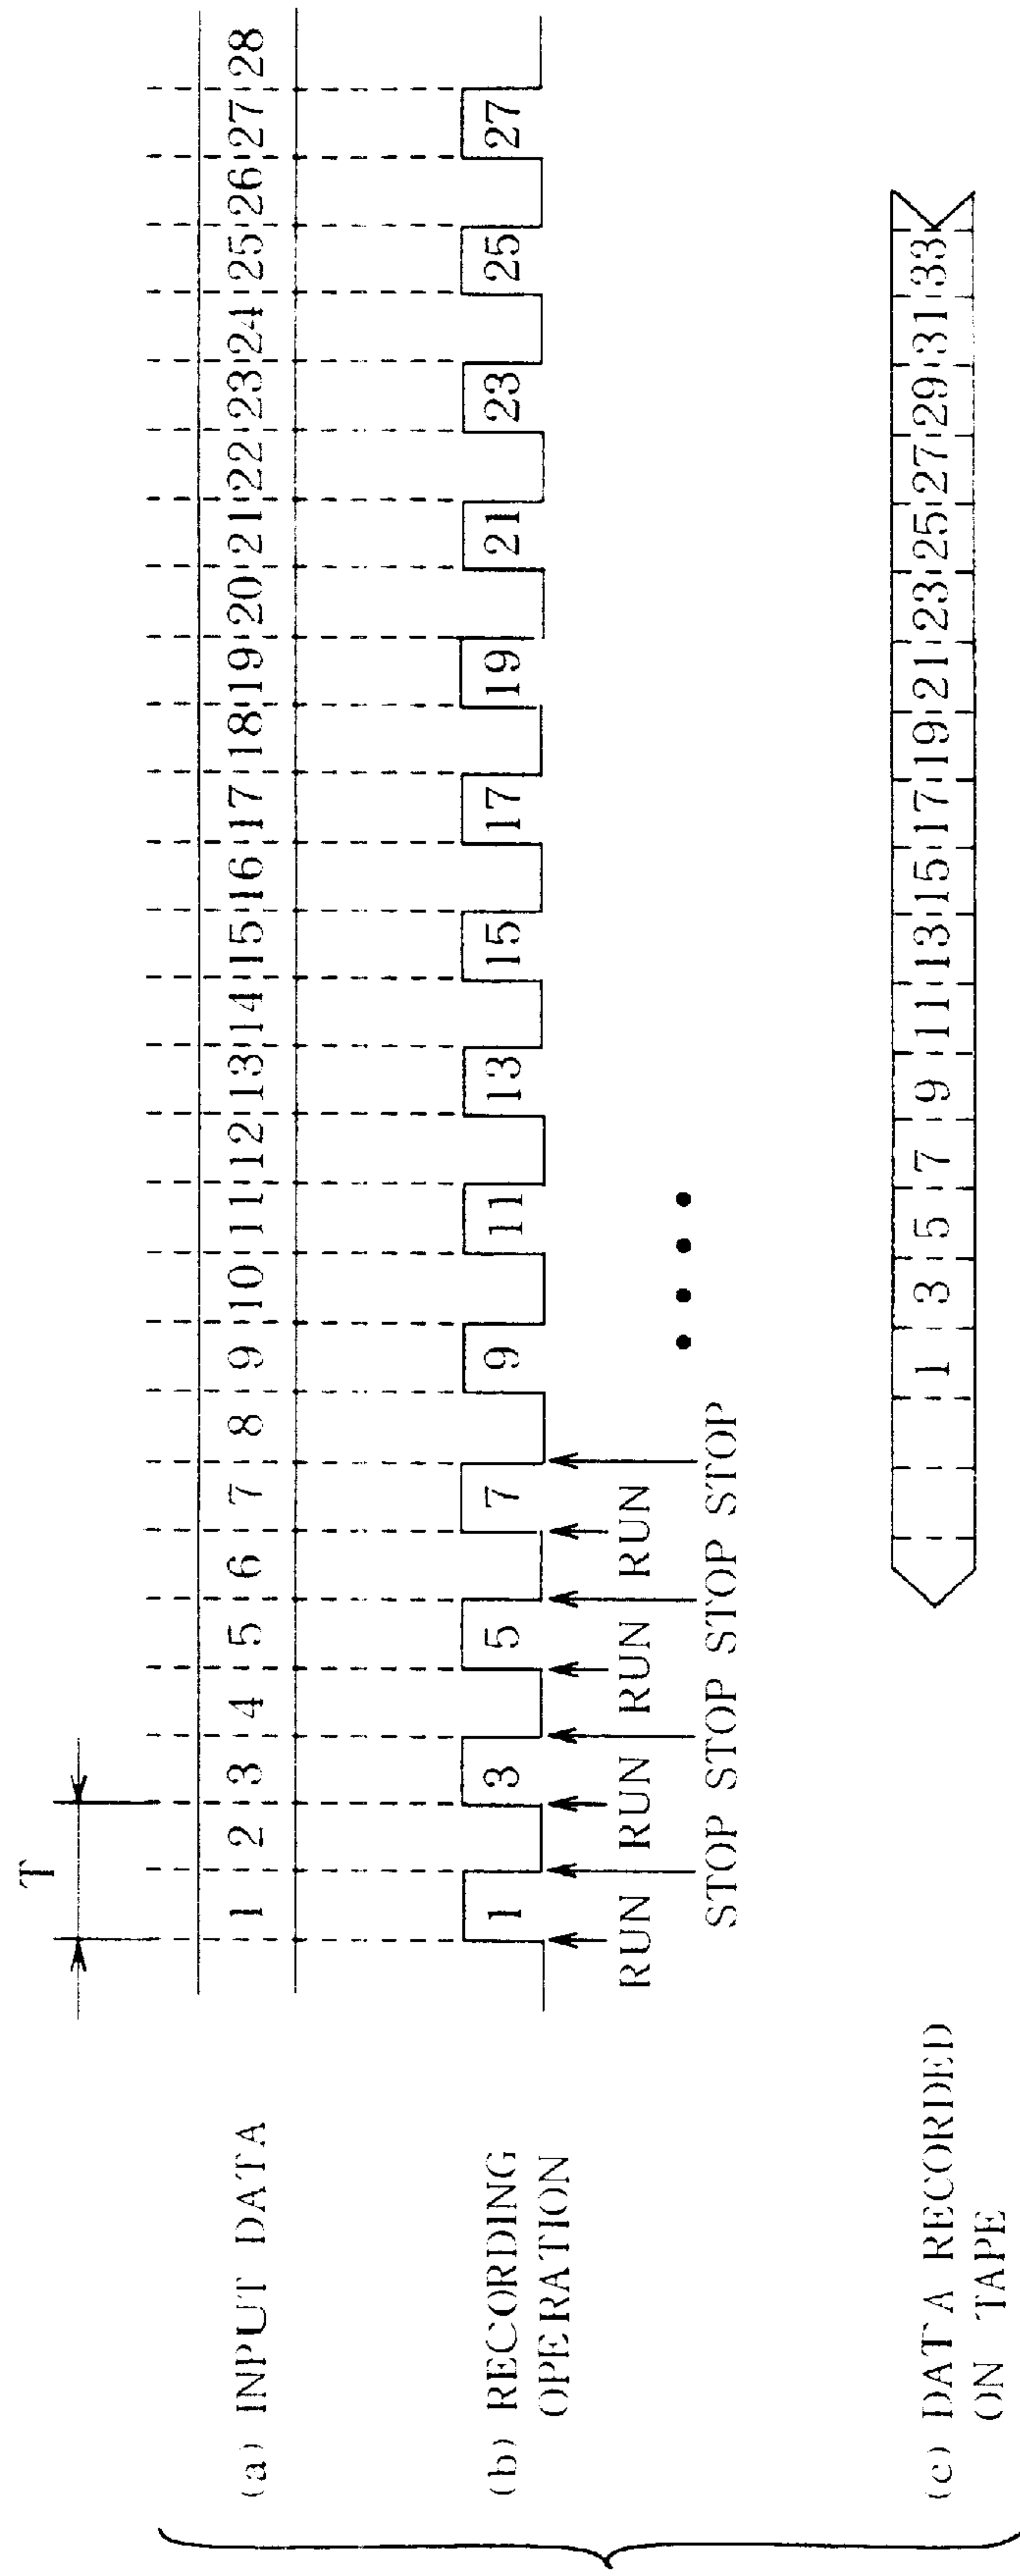 T
(a) INPUT DATA
1 2 3 4 5 6 7 8 9 10 11 12 13 14 15 16 17 18 19 20 21 22 23 24 25 26 27 28
(b) RECORDING
OPERATION
1 3 5 7 9 11 13 15 17 19 21 23 25 27
RUN RUN RUN RUN
STOP STOP STOP STOP
(c) DATA RECORDED
ON TAPE
1 3 5 7 9 11 13 15 17 19 21 23 25 27 29 31 33